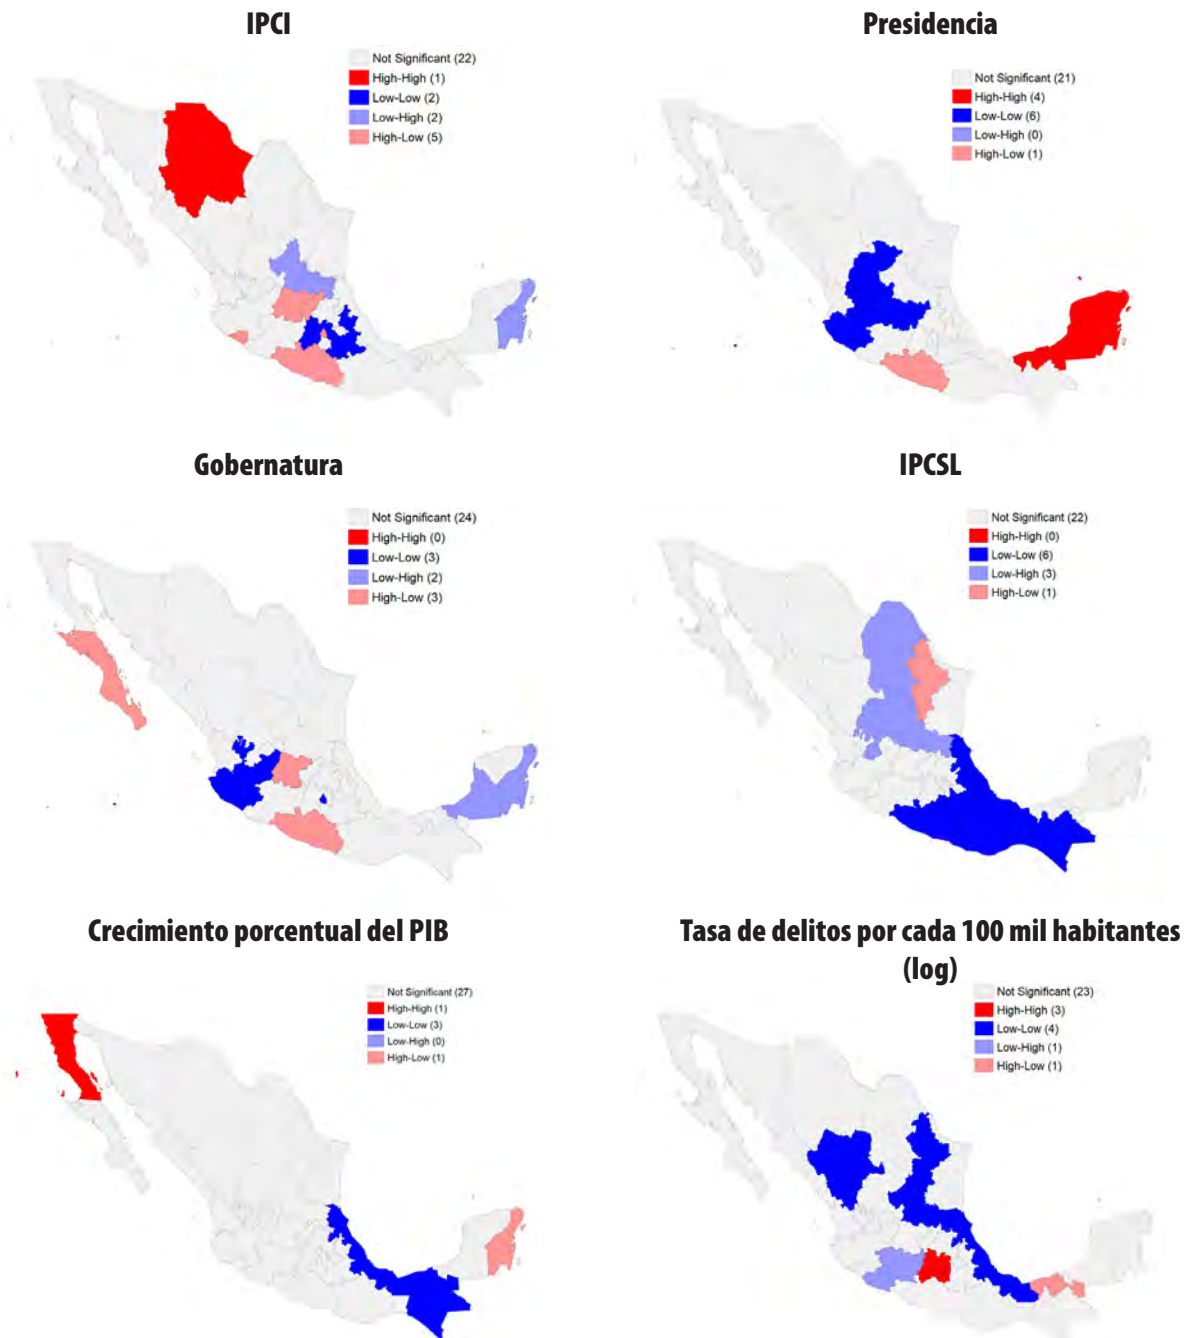 IPCI
Not Significant (22)
High-High (1)
Low-Low (2)
Low-High (2)
High-Low (5)
Presidencia
Not Significant (21)
High-High (4)
Low-Low (6)
Low-High (0)
High-Low (1)
Gobernatura
Not Significant (24)
High-High (0)
Low-Low (3)
Low-High (2)
High-Low (3)
IPCSL
Not Significant (22)
High-High (0)
Low-Low (6)
Low-High (3)
High-Low (1)
Crecimiento porcentual del PIB
Not Significant (27)
High-High (1)
Low-Low (3)
Low-High (0)
High-Low (1)
Tasa de delitos por cada 100 mil habitantes
(log)
Not Significant (23)
High-High (3)
Low-Low (4)
Low-High (1)
High-Low (1)